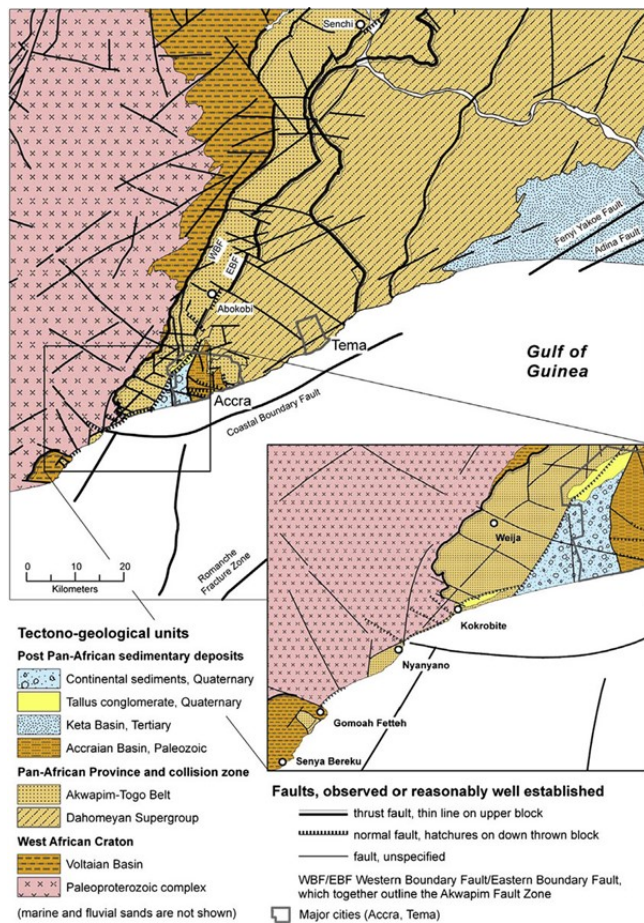 Senchi
WBF
EBF
Abokobi
Fenyi Yakoe Fault
Adina Fault
Tema
Accra
Gulf of
Guinea
Coastal Boundary Fault
0 10 20
Kilometers
Romanche
Fracture Zone
Weija
Kokrobite
Nyanyano
Gomoah Fetteh
Senya Bereku
Tectono-geological units
Post Pan-African sedimentary deposits
Continental sediments, Quaternary
Tallus conglomerate, Quaternary
Keta Basin, Tertiary
Accraian Basin, Paleozoic
Pan-African Province and collision zone
Akwapim-Togo Belt
Dahomeyan Supergroup
West African Craton
Voltaian Basin
Paleoproterozoic complex
(marine and fluvial sands are not shown)
Faults, observed or reasonably well established
thrust fault, thin line on upper block
normal fault, hatchures on down thrown block
fault, unspecified
WBF/EBF Western Boundary Fault/Eastern Boundary Fault,
which together outline the Akwapim Fault Zone
Major cities (Accra, Tema)